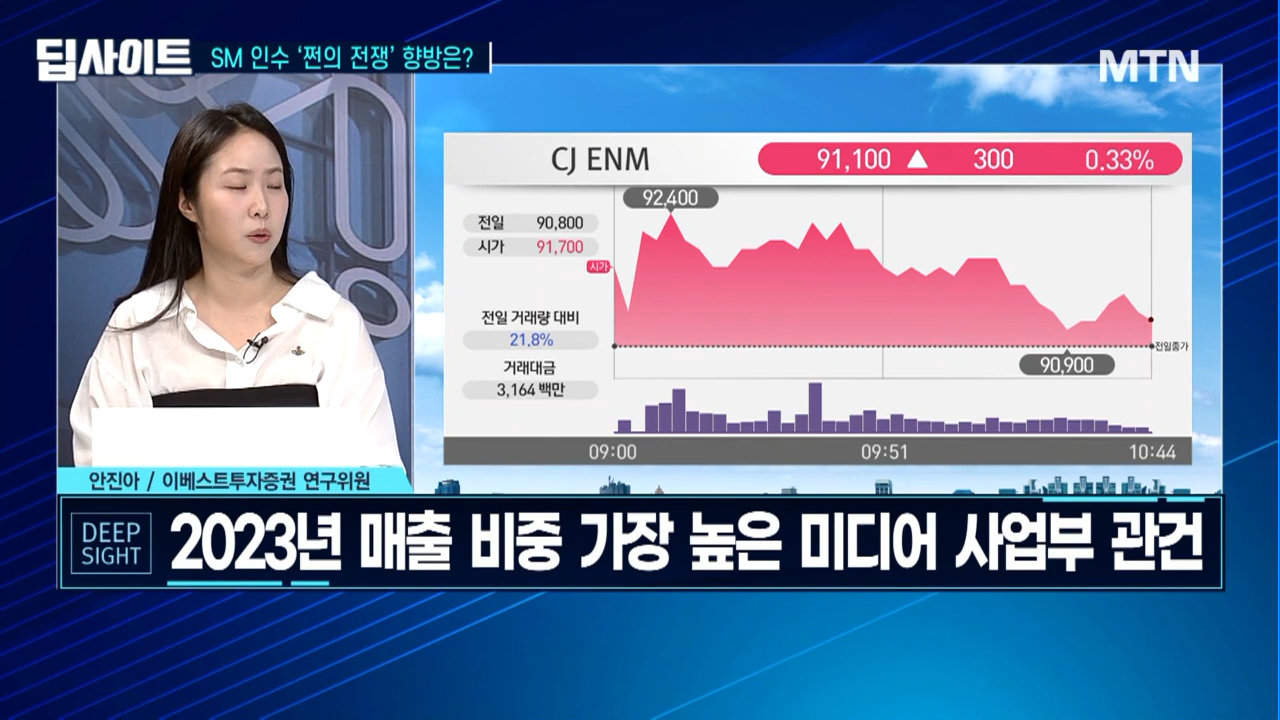 딥사이트
SM 인수 ‘쩐의 전쟁’ 향방은?
MTN
CJ ENM
91,100 ▲ 300 0.33%
92,400
전일 90,800
시가 91,700
시가
전일 거래량 대비
21.8%
거래대금
3,164 백만
전일종가
90,900
09:00 09:51 10:44
안진아 / 이베스트투자증권 연구위원
DEEP
SIGHT
2023년 매출 비중 가장 높은 미디어 사업부 관건